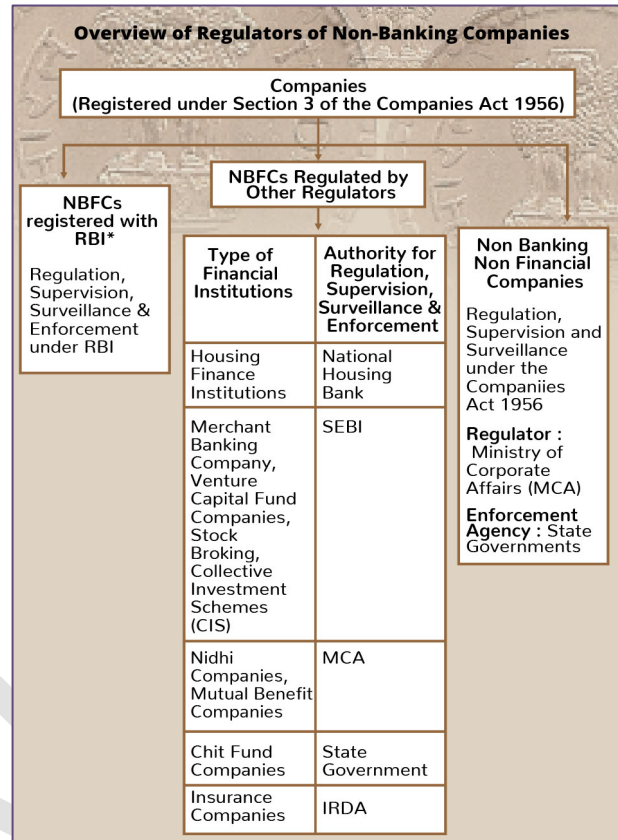 Overview of Regulators of Non-Banking Companies
Companies
(Registered under Section 3 of the Companies Act 1956)
NBFCs
registered with
RBI*
Regulation,
Supervision,
Surveillance &
Enforcement
under RBI
NBFCs Regulated by
Other Regulators
Type of
Financial
Institutions
Authority for
Regulation,
Supervision,
Surveillance &
Enforcement
Housing
Finance
Institutions
National
Housing
Bank
Merchant
Banking
Company,
Venture
Capital Fund
Companies,
Stock
Broking,
Collective
Investment
Schemes
(CIS)
SEBI
Nidhi
Companies,
Mutual Benefit
Companies
MCA
Chit Fund
Companies
State
Government
Insurance
Companies
IRDA
Non Banking
Non Financial
Companies
Regulation,
Supervision and
Surveillance
under the
Companiies
Act 1956
Regulator :
Ministry of
Corporate
Affairs (MCA)
Enforcement
Agency : State
Governments